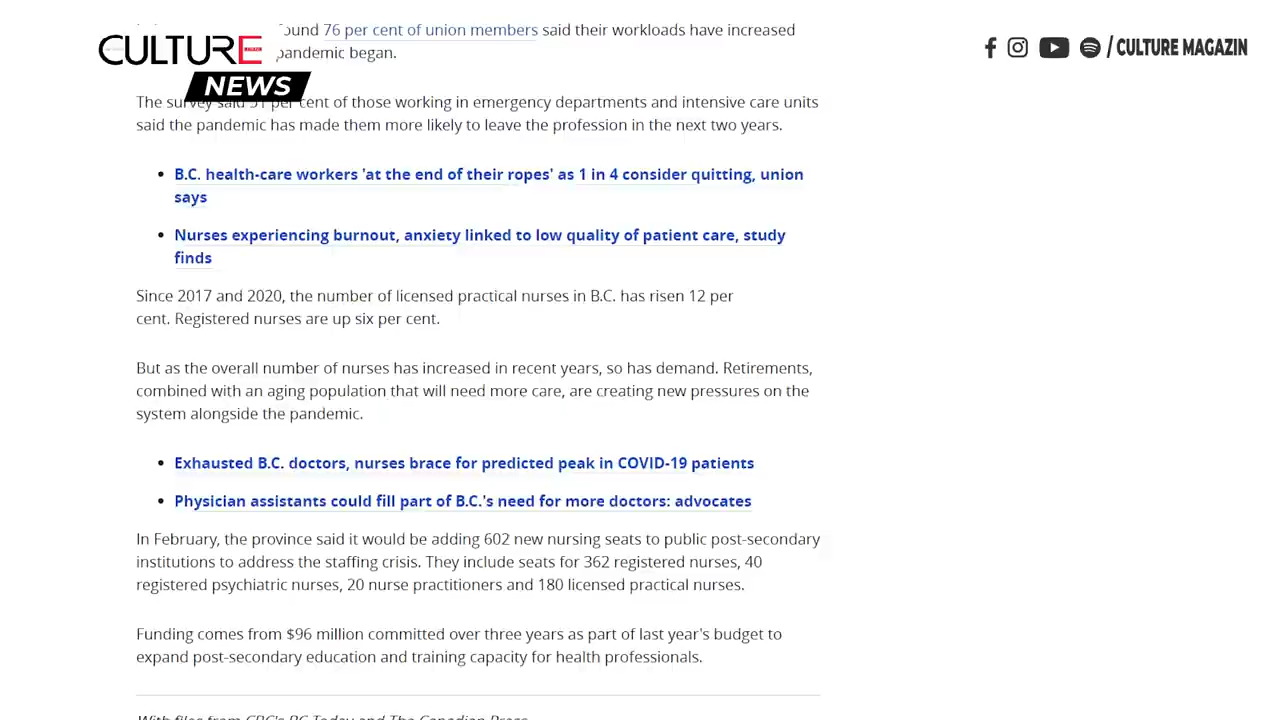 ound 76 per cent of union members said their workloads have increased
pandemic began.
CULTURE
NEWS
/ CULTURE MAGAZIN
The survey said 51 per cent of those working in emergency departments and intensive care units
said the pandemic has made them more likely to leave the profession in the next two years.
• B.C. health-care workers 'at the end of their ropes' as 1 in 4 consider quitting, union
says
• Nurses experiencing burnout, anxiety linked to low quality of patient care, study
finds
Since 2017 and 2020, the number of licensed practical nurses in B.C. has risen 12 per
cent. Registered nurses are up six per cent.
But as the overall number of nurses has increased in recent years, so has demand. Retirements,
combined with an aging population that will need more care, are creating new pressures on the
system alongside the pandemic.
• Exhausted B.C. doctors, nurses brace for predicted peak in COVID-19 patients
• Physician assistants could fill part of B.C.'s need for more doctors: advocates
In February, the province said it would be adding 602 new nursing seats to public post-secondary
institutions to address the staffing crisis. They include seats for 362 registered nurses, 40
registered psychiatric nurses, 20 nurse practitioners and 180 licensed practical nurses.
Funding comes from $96 million committed over three years as part of last year's budget to
expand post-secondary education and training capacity for health professionals.
With files from CBC's BC Today and The Canadian Press